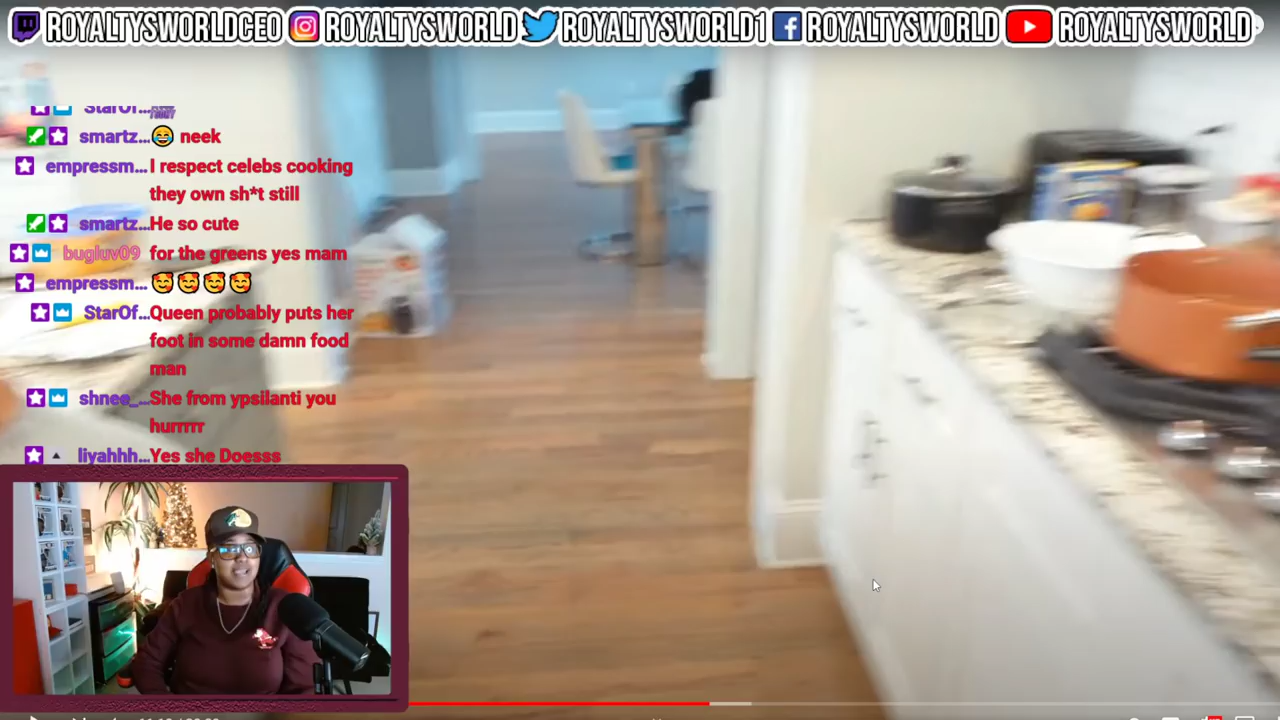 ROYALTYSWORLDCEO ROYALTYSWORLD ROYALTYSWORLD1 ROYALTYSWORLD ROYALTYSWORLD
StarOf...
smartz...😂 neek
empressm...I respect celebs cooking
they own sh*t still
smartz...He so cute
bugluv09 for the greens yes mam
empressm...🥰 🥰 🥰 🥰
StarOf...Queen probably puts her
foot in some damn food
man
shnee_...She from ypsilanti you
hurrrrr
liyahhh...Yes she Doesss